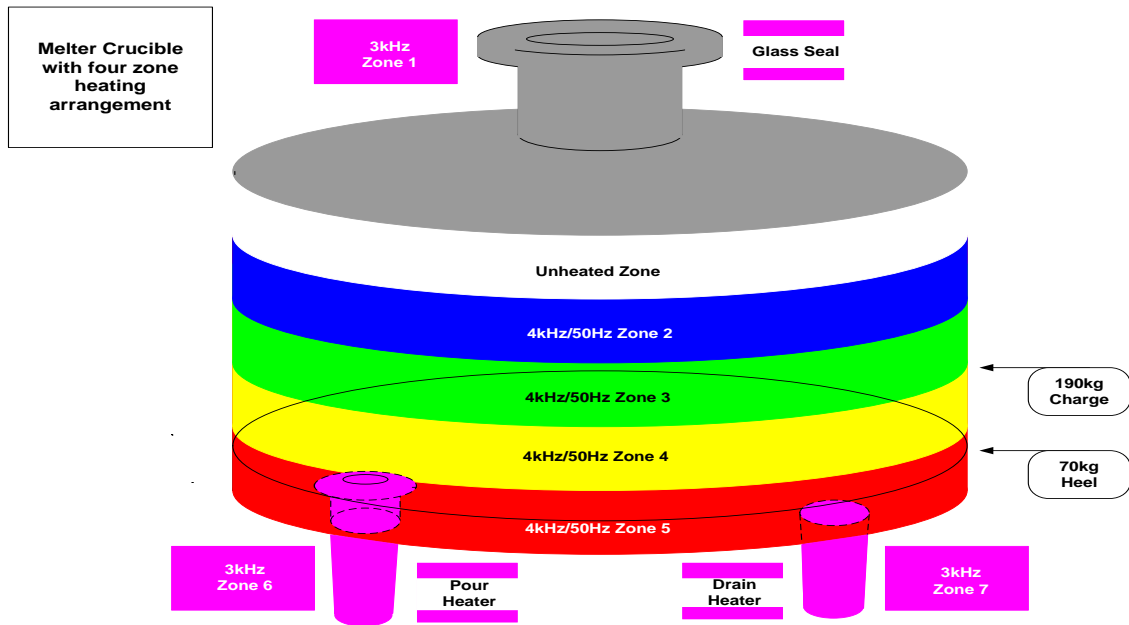 Melter Crucible
with four zone
heating
arrangement
3kHz
Zone 1
Glass Seal
Unheated Zone
4kHz/50Hz Zone 2
4kHz/50Hz Zone 3
190kg
Charge
4kHz/50Hz Zone 4
70kg
Heel
4kHz/50Hz Zone 5
3kHz
Zone 6
Pour
Heater
Drain
Heater
3kHz
Zone 7